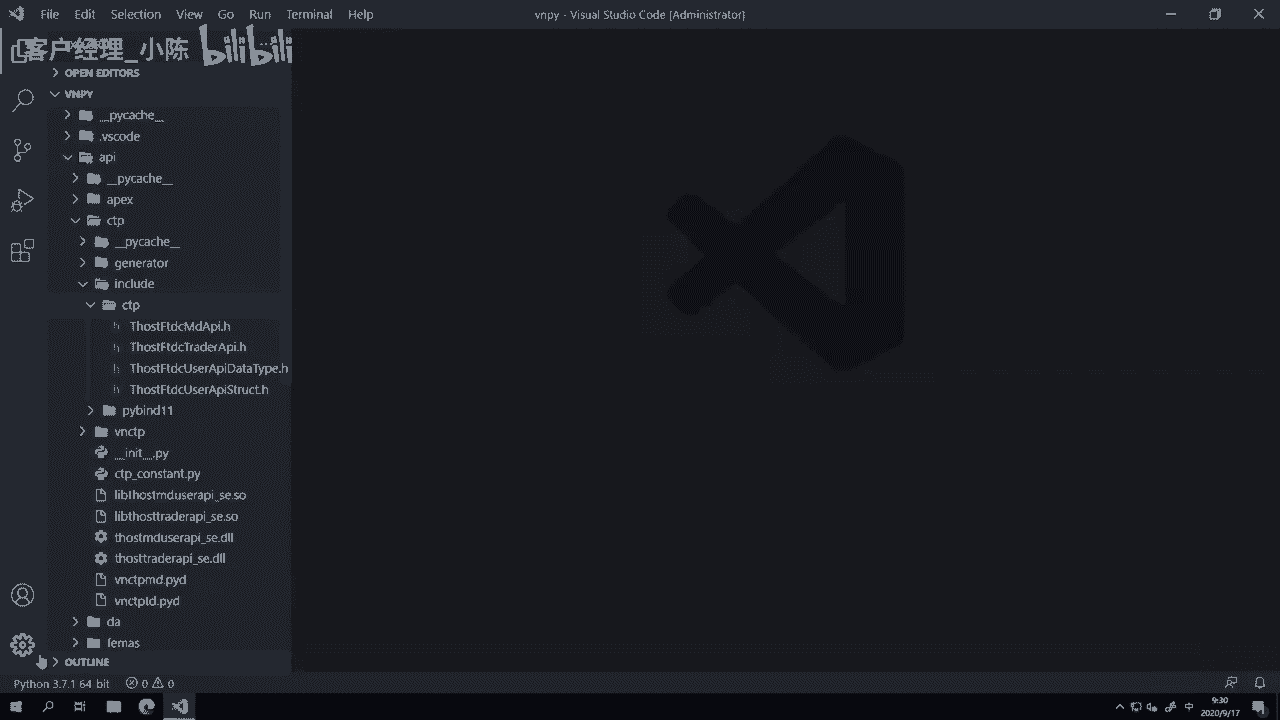 File Edit Selection View Go Run Terminal Help
vnpy - Visual Studio Code [Administrator]
客户经理_小陈 bilibili
OPEN EDITORS
VNPY
__pycache__
.vscode
api
__pycache__
apex
ctp
__pycache__
generator
include
ctp
ThostFtdcMdApi.h
ThostFtdcTraderApi.h
ThostFtdcUserApiDataType.h
ThostFtdcUserApiStruct.h
pybind11
vnctp
__init__.py
ctp_constant.py
libthostmduserapi_se.so
libthosttraderapi_se.so
thostmduserapi_se.dll
thosttraderapi_se.dll
vnctpmd.pyd
vnctptd.pyd
da
femas
OUTLINE
Python 3.7.1 64-bit 0 0
中
9:30
2020/9/17